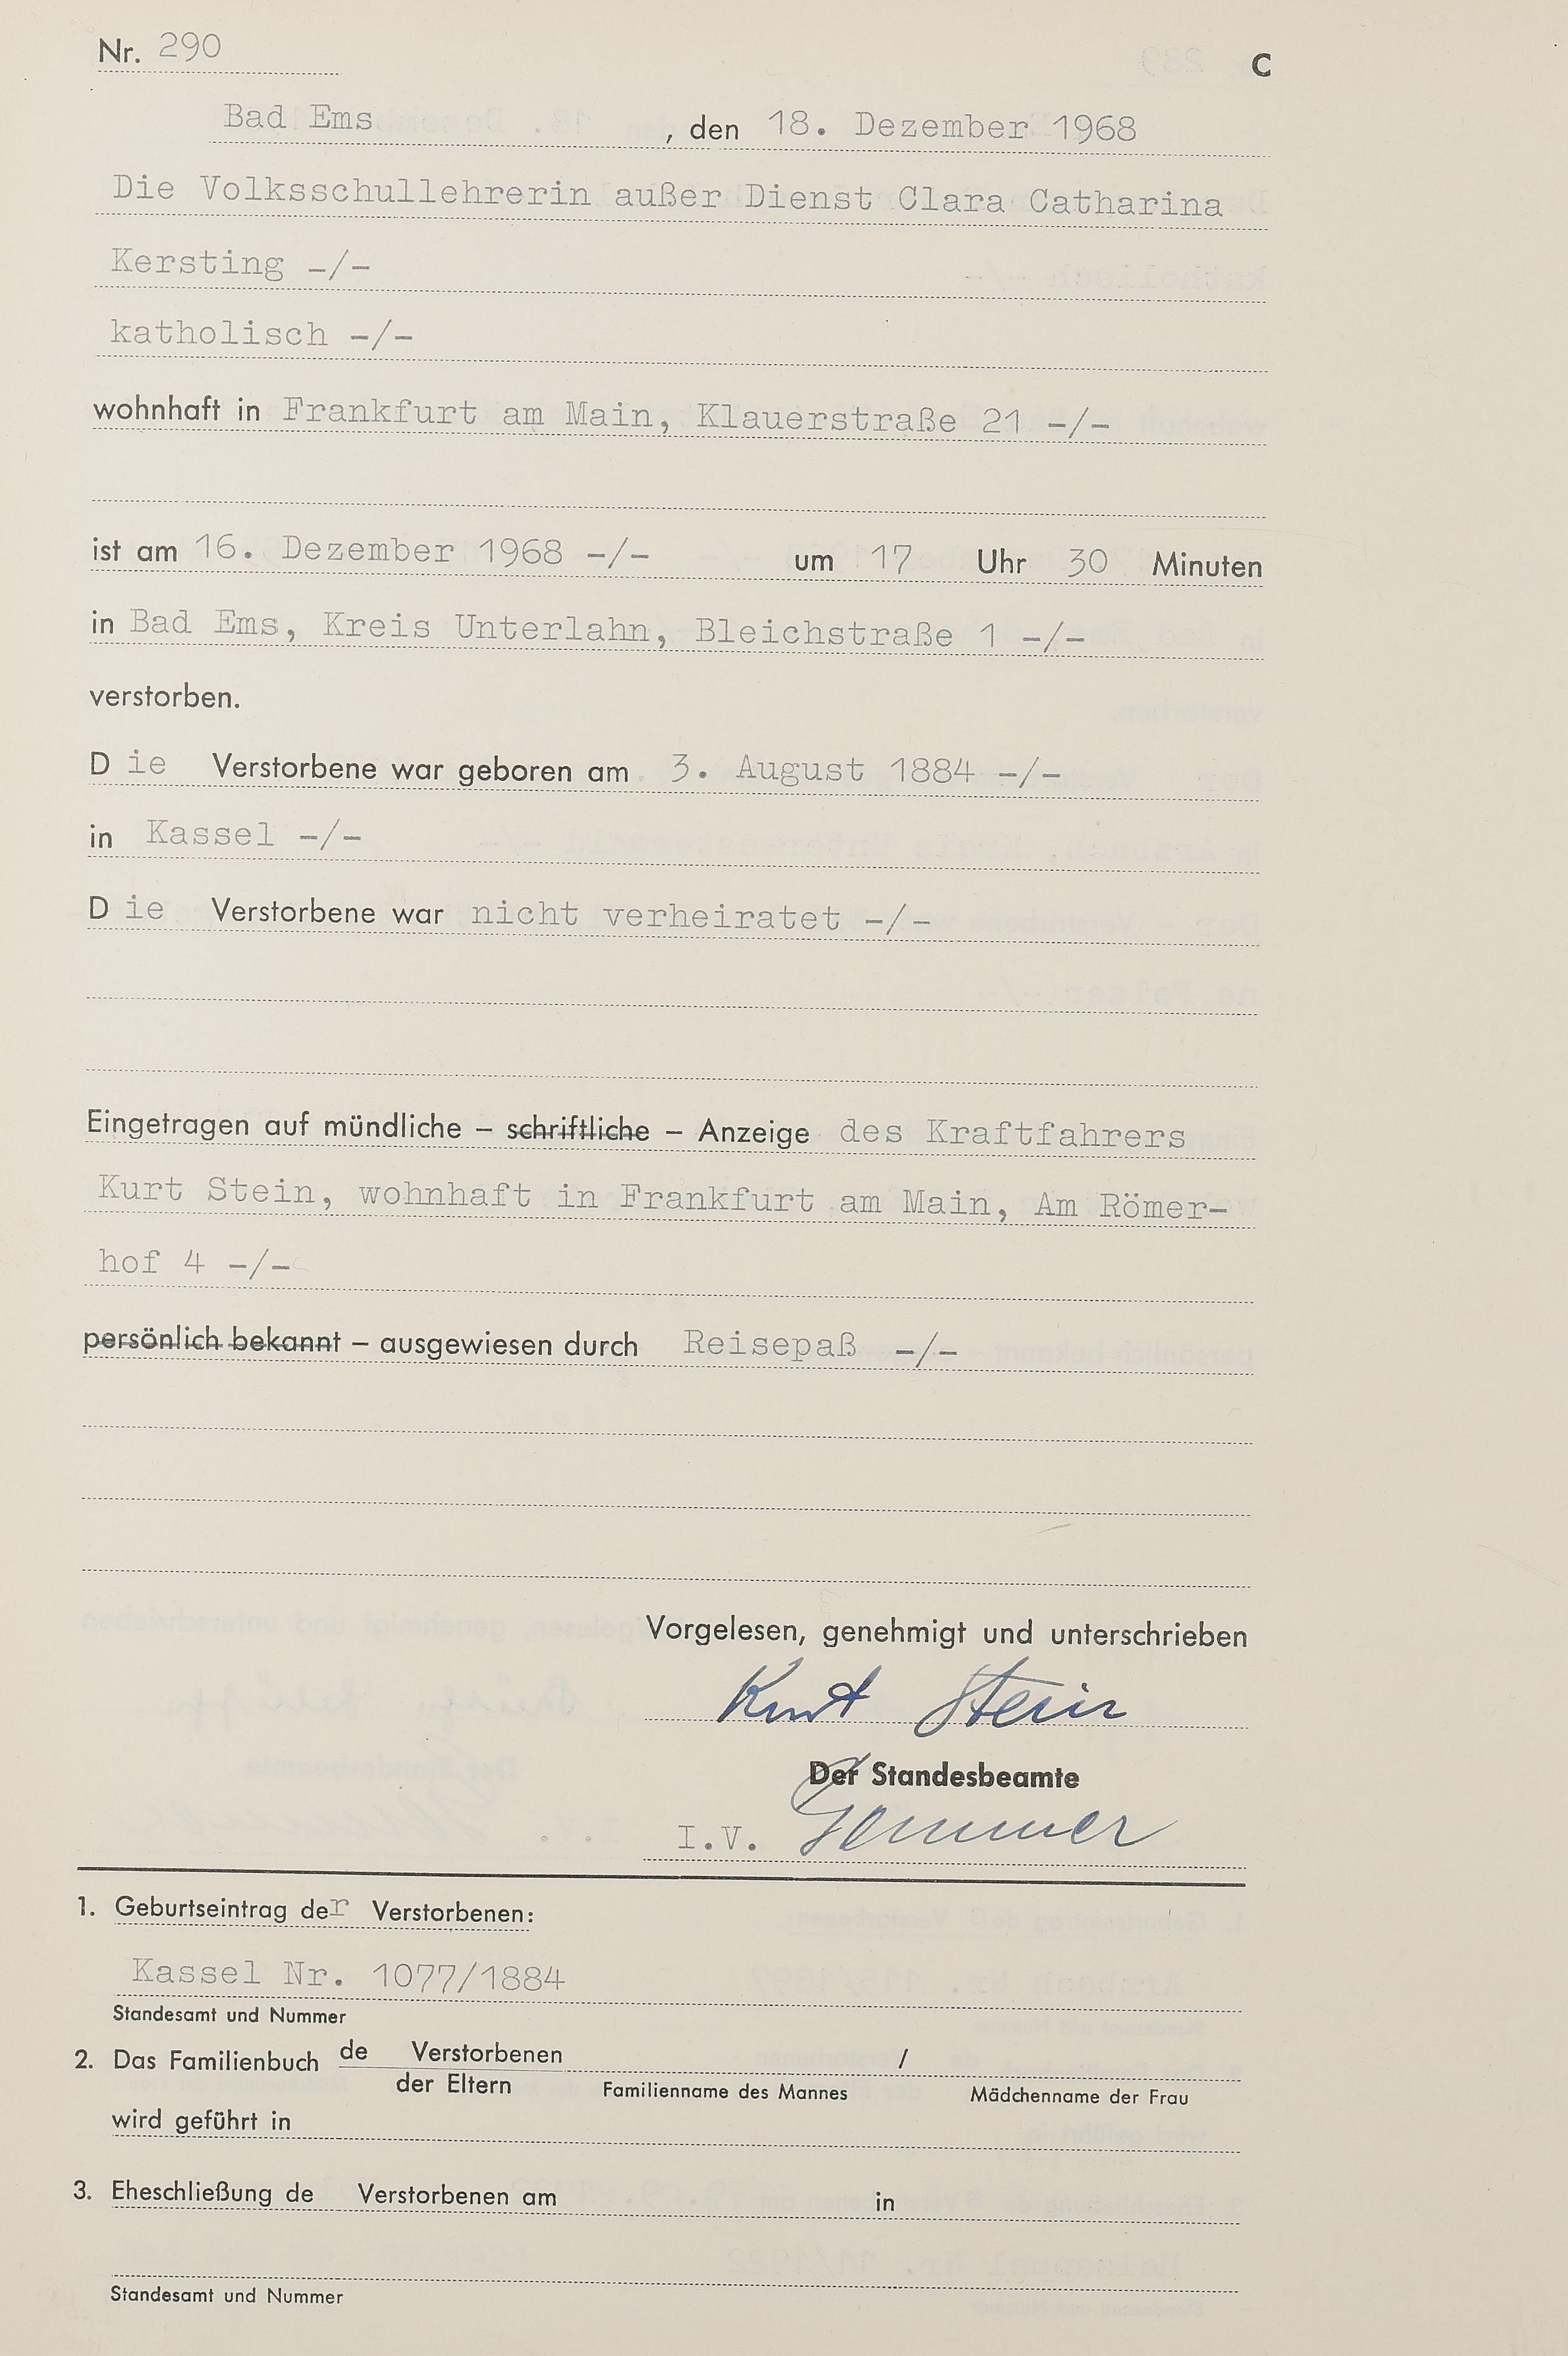 Nr. 290 C
Bad Ems, den 18. Dezember 1968
Die Volksschullehrerin außer Dienst Clara Catharina
Kersting -/-
katholisch -/-
wohnhaft in Frankfurt am Main, Klauerstraße 21 -/-
ist am 16. Dezember 1968 -/- um 17 Uhr 30 Minuten
in Bad Ems, Kreis Unterlahn, Bleichstraße 1 -/-
verstorben.
Die Verstorbene war geboren am 3. August 1884 -/-
in Kassel -/-
Die Verstorbene war nicht verheiratet -/-
Eingetragen auf mündliche – schriftliche – Anzeige des Kraftfahrers
Kurt Stein, wohnhaft in Frankfurt am Main, Am Römer-
hof 4 -/-
persönlich bekannt – ausgewiesen durch Reisepaß -/-
Vorgelesen, genehmigt und unterschrieben
Kurt Stein
Der Standesbeamte
I.V.
1. Geburtseintrag der Verstorbenen:
Kassel Nr. 1077/1884
Standesamt und Nummer
2. Das Familienbuch de Verstorbenen /
der Eltern Familienname des Mannes Mädchenname der Frau
wird geführt in
3. Eheschließung de Verstorbenen am in
Standesamt und Nummer